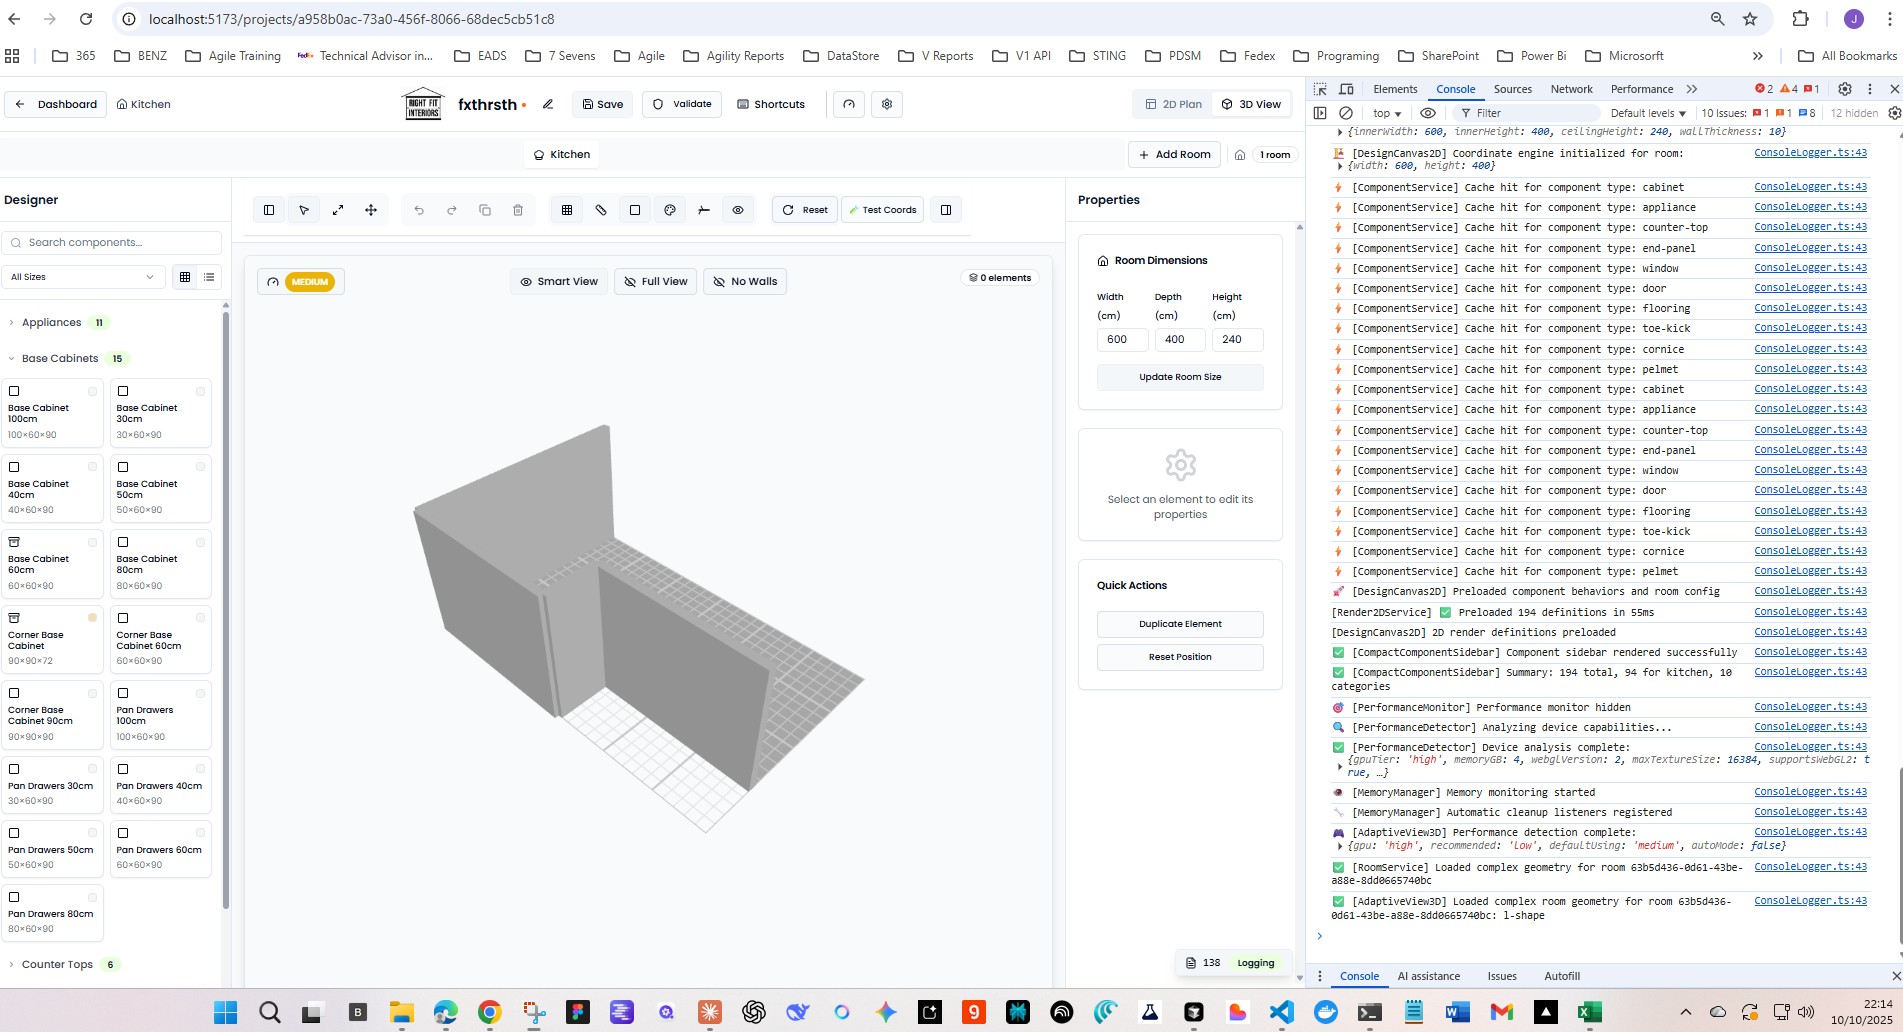 localhost:5173/projects/a958b0ac-73a0-456f-8066-68dec5cb51c8
J
365
BENZ
Agile Training
FedEx Technical Advisor in...
EADS
7 Sevens
Agile
Agility Reports
DataStore
V Reports
V1 API
STING
PDSM
Fedex
Programing
SharePoint
Power Bi
Microsorft
»
All Bookmarks
Dashboard
Kitchen
RIGHT FIT
INTERIORS
fxthrsth
Save
Validate
Shortcuts
2D Plan
3D View
Kitchen
Add Room
1 room
Designer
Search components...
All Sizes
Appliances 11
Base Cabinets 15
Base Cabinet
100cm
100×60×90
Base Cabinet
30cm
30×60×90
Base Cabinet
40cm
40×60×90
Base Cabinet
50cm
50×60×90
Base Cabinet
60cm
60×60×90
Base Cabinet
80cm
80×60×90
Corner Base
Cabinet
90×90×72
Corner Base
Cabinet 60cm
60×60×90
Corner Base
Cabinet 90cm
90×90×90
Pan Drawers
100cm
100×60×90
Pan Drawers 30cm
30×60×90
Pan Drawers 40cm
40×60×90
Pan Drawers 50cm
50×60×90
Pan Drawers 60cm
60×60×90
Pan Drawers 80cm
80×60×90
Counter Tops 6
Reset
Test Coords
MEDIUM
Smart View
Full View
No Walls
0 elements
Properties
Room Dimensions
Width
(cm)
Depth
(cm)
Height
(cm)
600
400
240
Update Room Size
Select an element to edit its
properties
Quick Actions
Duplicate Element
Reset Position
138 Logging
Elements
Console
Sources
Network
Performance
»
2 4 1
top
Filter
Default levels
10 Issues: 1 1 8
12 hidden
{innerWidth: 600, innerHeight: 400, ceilingHeight: 240, wallThickness: 10}
[DesignCanvas2D] Coordinate engine initialized for room: ConsoleLogger.ts:43
{width: 600, height: 400}
[ComponentService] Cache hit for component type: cabinet ConsoleLogger.ts:43
[ComponentService] Cache hit for component type: appliance ConsoleLogger.ts:43
[ComponentService] Cache hit for component type: counter-top ConsoleLogger.ts:43
[ComponentService] Cache hit for component type: end-panel ConsoleLogger.ts:43
[ComponentService] Cache hit for component type: window ConsoleLogger.ts:43
[ComponentService] Cache hit for component type: door ConsoleLogger.ts:43
[ComponentService] Cache hit for component type: flooring ConsoleLogger.ts:43
[ComponentService] Cache hit for component type: toe-kick ConsoleLogger.ts:43
[ComponentService] Cache hit for component type: cornice ConsoleLogger.ts:43
[ComponentService] Cache hit for component type: pelmet ConsoleLogger.ts:43
[ComponentService] Cache hit for component type: cabinet ConsoleLogger.ts:43
[ComponentService] Cache hit for component type: appliance ConsoleLogger.ts:43
[ComponentService] Cache hit for component type: counter-top ConsoleLogger.ts:43
[ComponentService] Cache hit for component type: end-panel ConsoleLogger.ts:43
[ComponentService] Cache hit for component type: window ConsoleLogger.ts:43
[ComponentService] Cache hit for component type: door ConsoleLogger.ts:43
[ComponentService] Cache hit for component type: flooring ConsoleLogger.ts:43
[ComponentService] Cache hit for component type: toe-kick ConsoleLogger.ts:43
[ComponentService] Cache hit for component type: cornice ConsoleLogger.ts:43
[ComponentService] Cache hit for component type: pelmet ConsoleLogger.ts:43
[DesignCanvas2D] Preloaded component behaviors and room config ConsoleLogger.ts:43
[Render2DService] ✅ Preloaded 194 definitions in 55ms ConsoleLogger.ts:43
[DesignCanvas2D] 2D render definitions preloaded ConsoleLogger.ts:43
✅ [CompactComponentSidebar] Component sidebar rendered successfully ConsoleLogger.ts:43
✅ [CompactComponentSidebar] Summary: 194 total, 94 for kitchen, 10 ConsoleLogger.ts:43
categories
[PerformanceMonitor] Performance monitor hidden ConsoleLogger.ts:43
[PerformanceDetector] Analyzing device capabilities... ConsoleLogger.ts:43
✅ [PerformanceDetector] Device analysis complete: ConsoleLogger.ts:43
{gpuTier: 'high', memoryGB: 4, webglVersion: 2, maxTextureSize: 16384, supportsWebGL2: t
rue, …}
[MemoryManager] Memory monitoring started ConsoleLogger.ts:43
[MemoryManager] Automatic cleanup listeners registered ConsoleLogger.ts:43
[AdaptiveView3D] Performance detection complete: ConsoleLogger.ts:43
{gpu: 'high', recommended: 'low', defaultUsing: 'medium', autoMode: false}
✅ [RoomService] Loaded complex geometry for room 63b5d436-0d61-43be- ConsoleLogger.ts:43
a88e-8dd0665740bc
✅ [AdaptiveView3D] Loaded complex room geometry for room 63b5d436- ConsoleLogger.ts:43
0d61-43be-a88e-8dd0665740bc: l-shape
Console
AI assistance
Issues
Autofill
22:14
10/10/2025